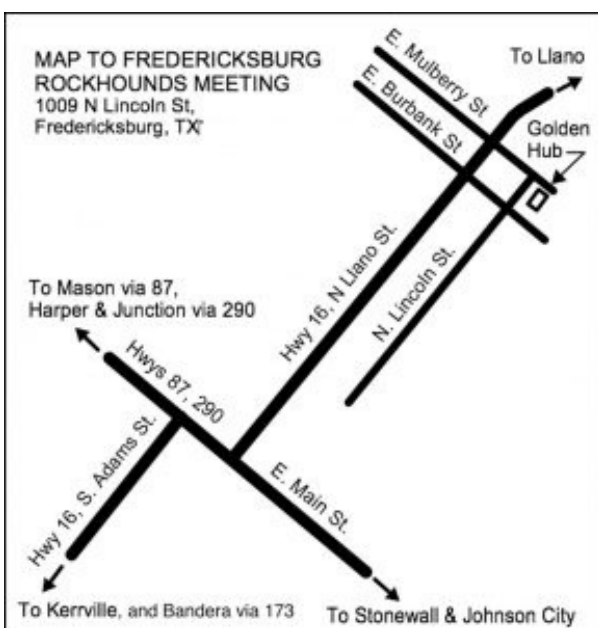 MAP TO FREDERICKSBURG
ROCKHOUNDS MEETING
1009 N Lincoln St,
Fredericksburg, TX
E. Mulberry St
To Llano
E. Burbank St
Golden
Hub
Hwy 16, N Llano St.
N. Lincoln St.
To Mason via 87,
Harper & Junction via 290
Hwys 87, 290
Hwy 16, S. Adams St.
E. Main St.
To Kerrville, and Bandera via 173
To Stonewall & Johnson City